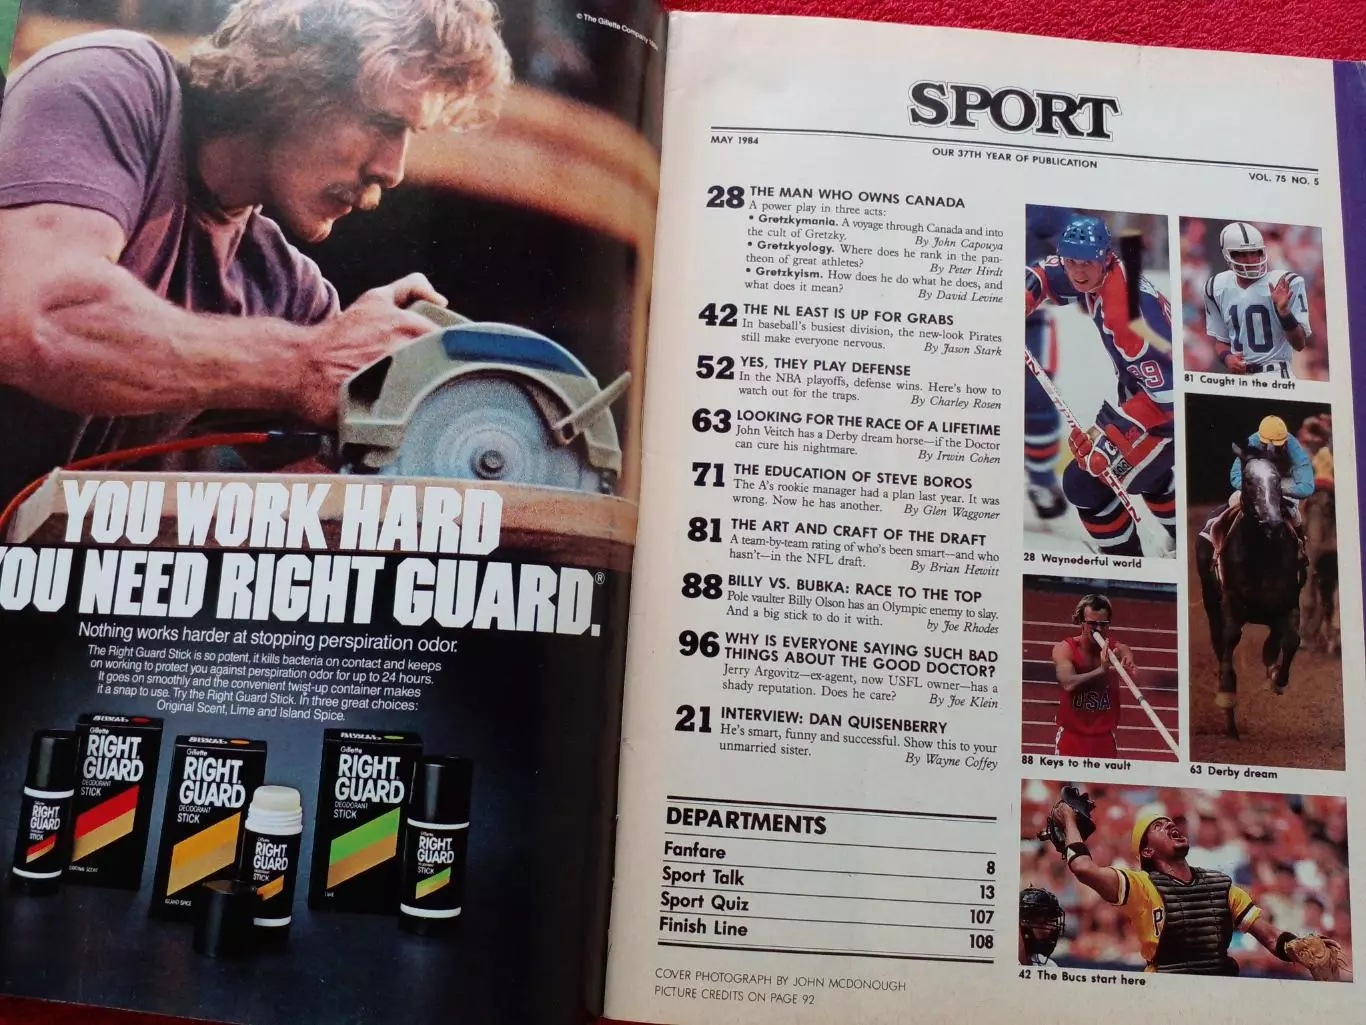 © The Gillette Company
YOU WORK HARD
YOU NEED RIGHT GUARD.®
Nothing works harder at stopping perspiration odor.
The Right Guard Stick is so potent, it kills bacteria on contact and keeps
on working to protect you against perspiration odor for up to 24 hours.
It goes on smoothly and the convenient twist-up container makes
it a snap to use. Try the Right Guard Stick. In three great choices:
Original Scent, Lime and Island Spice.
RIGHT
GUARD
DEODORANT
STICK
ORIGINAL SCENT
RIGHT
GUARD
STICK
Gillette
RIGHT
GUARD
DEODORANT
STICK
ISLAND SPICE
Gillette
RIGHT
GUARD
STICK
Gillette
RIGHT
GUARD
DEODORANT
STICK
LIME
Gillette
RIGHT
GUARD
STICK
SPORT
MAY 1984
OUR 37TH YEAR OF PUBLICATION
VOL. 75 NO. 5
28 THE MAN WHO OWNS CANADA
A power play in three acts:
• Gretzkymania. A voyage through Canada and into
the cult of Gretzky. By John Capouya
• Gretzkyology. Where does he rank in the pan-
theon of great athletes? By Peter Hirdt
• Gretzkyism. How does he do what he does, and
what does it mean? By David Levine
42 THE NL EAST IS UP FOR GRABS
In baseball's busiest division, the new-look Pirates
still make everyone nervous. By Jason Stark
52 YES, THEY PLAY DEFENSE
In the NBA playoffs, defense wins. Here's how to
watch out for the traps. By Charley Rosen
63 LOOKING FOR THE RACE OF A LIFETIME
John Veitch has a Derby dream horse—if the Doctor
can cure his nightmare. By Irwin Cohen
71 THE EDUCATION OF STEVE BOROS
The A's rookie manager had a plan last year. It was
wrong. Now he has another. By Glen Waggoner
81 THE ART AND CRAFT OF THE DRAFT
A team-by-team rating of who's been smart—and who
hasn't—in the NFL draft. By Brian Hewitt
88 BILLY VS. BUBKA: RACE TO THE TOP
Pole vaulter Billy Olson has an Olympic enemy to slay.
And a big stick to do it with. by Joe Rhodes
96 WHY IS EVERYONE SAYING SUCH BAD
THINGS ABOUT THE GOOD DOCTOR?
Jerry Argovitz—ex-agent, now USFL owner—has a
shady reputation. Does he care? By Joe Klein
21 INTERVIEW: DAN QUISENBERRY
He's smart, funny and successful. Show this to your
unmarried sister. By Wayne Coffey
DEPARTMENTS
Fanfare 8
Sport Talk 13
Sport Quiz 107
Finish Line 108
COVER PHOTOGRAPH BY JOHN MCDONOUGH
PICTURE CREDITS ON PAGE 92
99
28 Waynederful world
10
81 Caught in the draft
USA
88 Keys to the vault
63 Derby dream
P
42 The Bucs start here